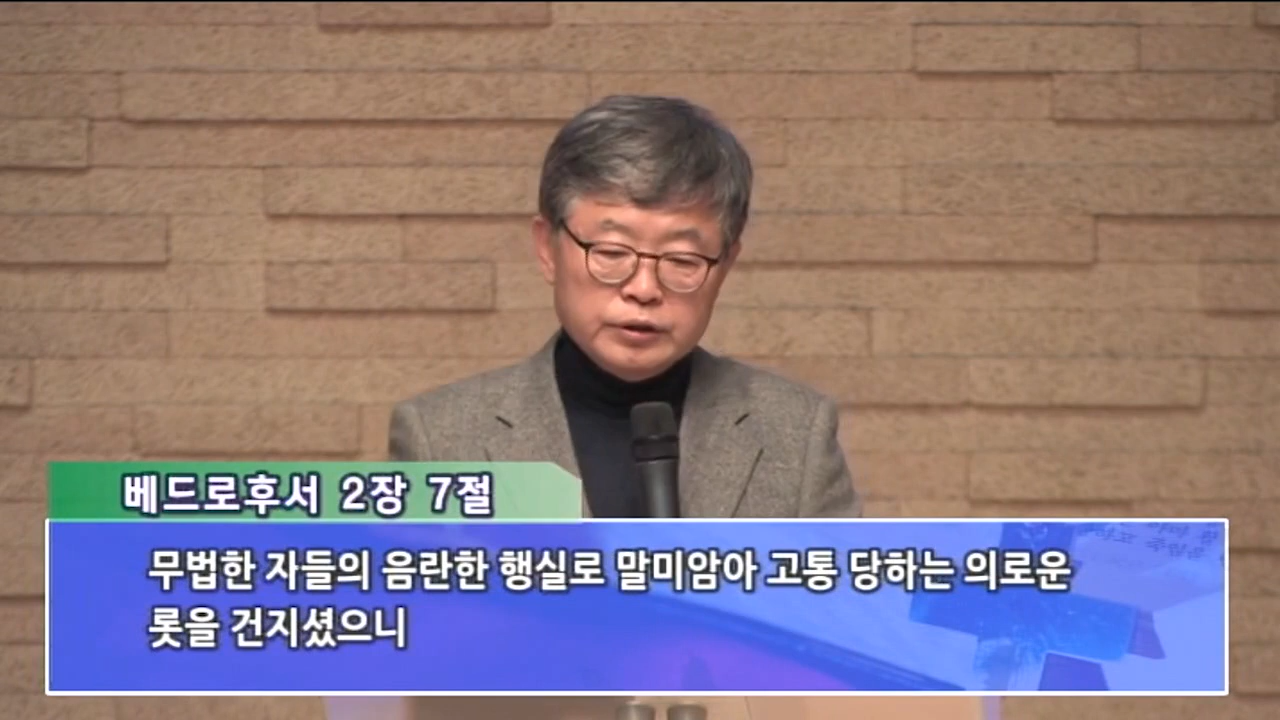 베드로후서 2장 7절
무법한 자들의 음란한 행실로 말미암아 고통 당하는 의로운
롯을 건지셨으니